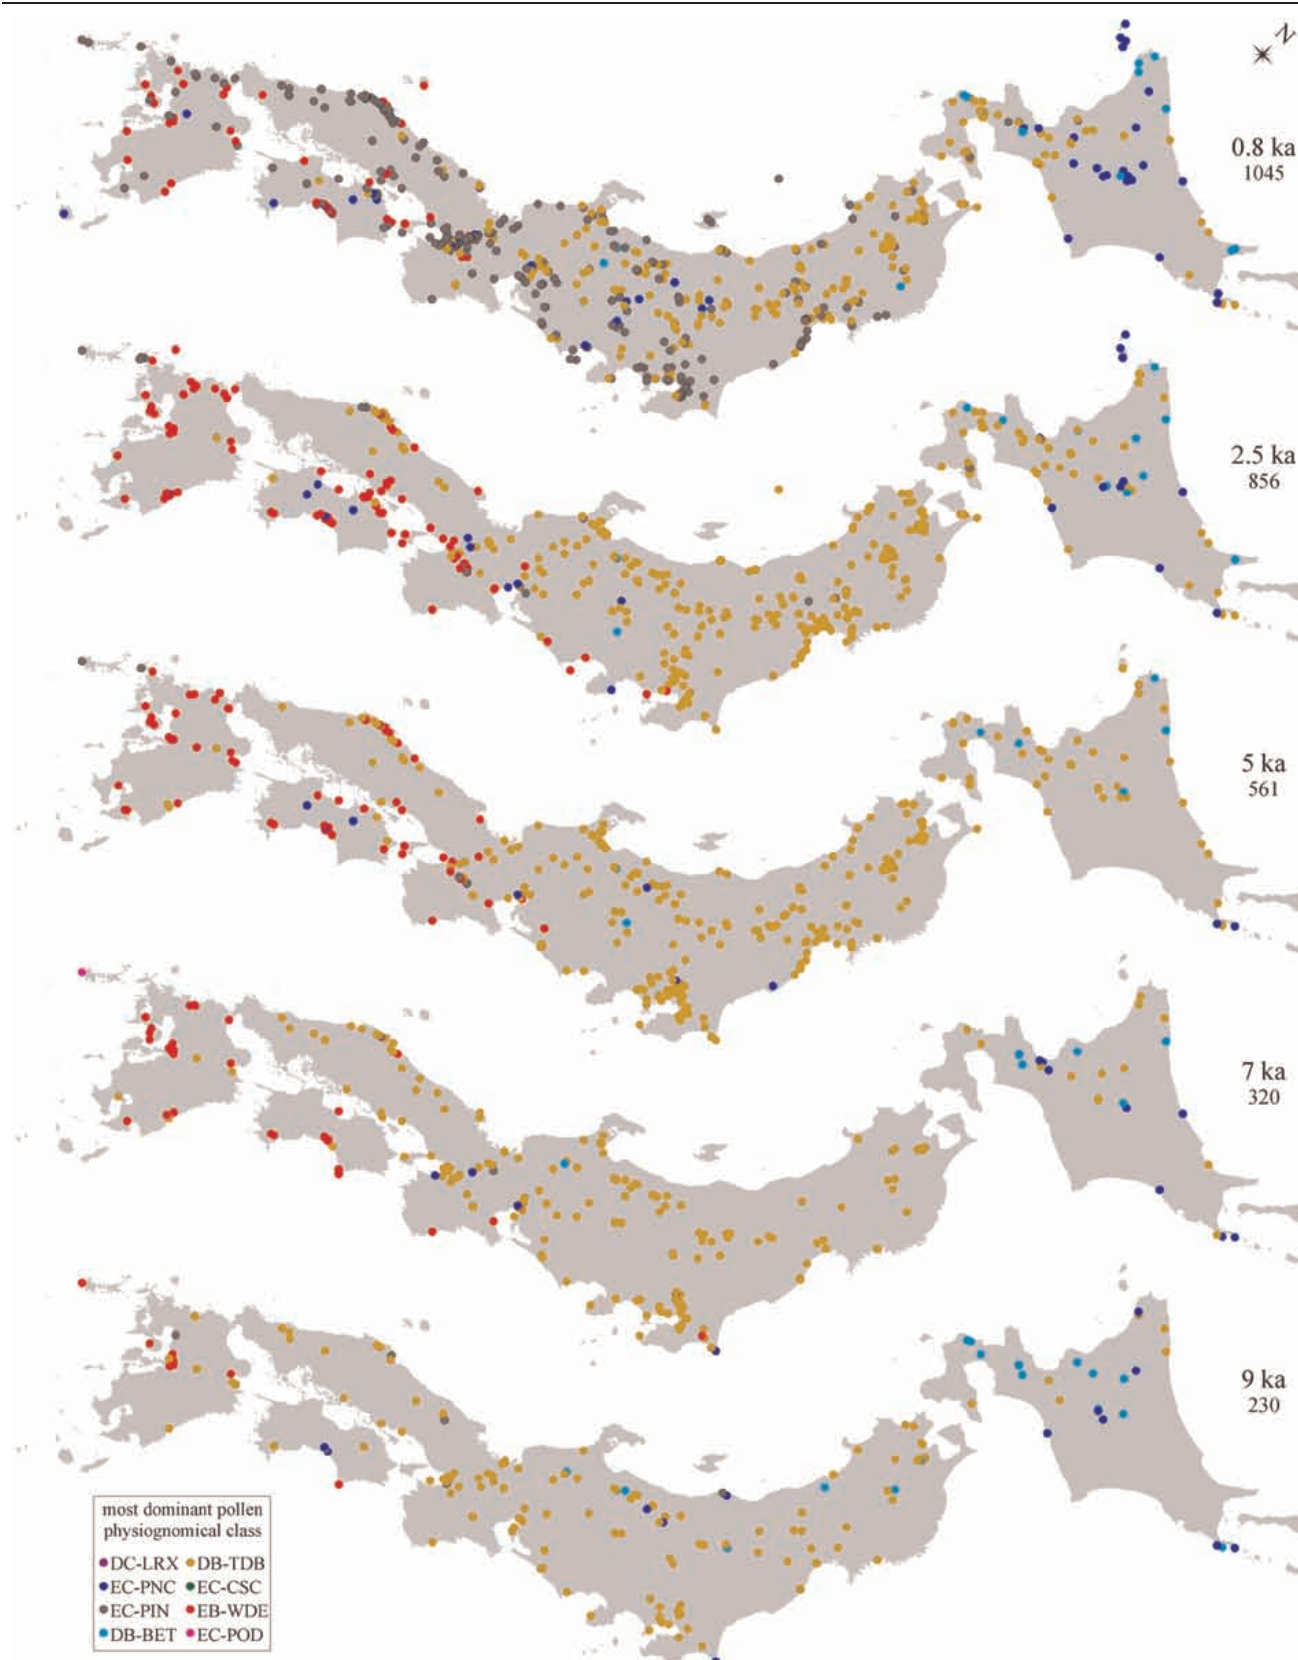 N
0.8 ka
1045
2.5 ka
856
5 ka
561
7 ka
320
9 ka
230
most dominant pollen
physiognomical class
DC-LRX DB-TDB
EC-PNC EC-CSC
EC-PIN EB-WDE
DB-BET EC-POD